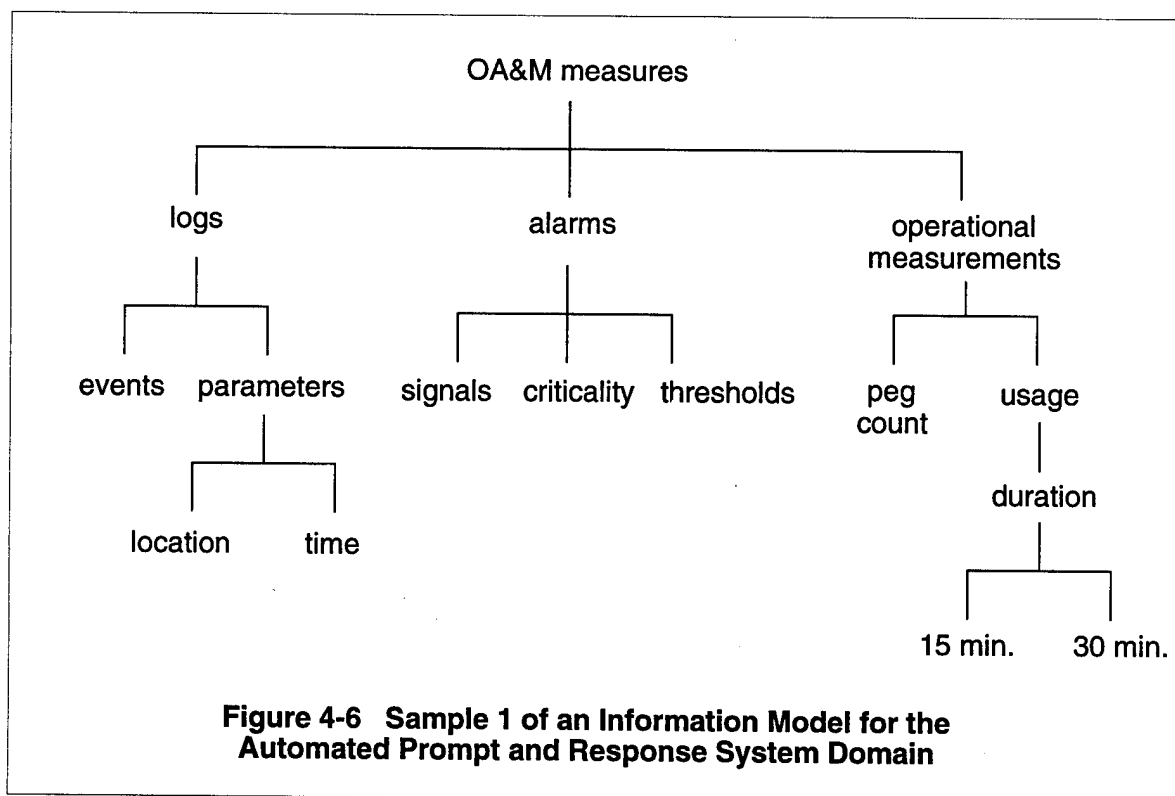 OA&M measures
logs
alarms
operational
measurements
events
parameters
signals
criticality
thresholds
peg
count
usage
duration
location
time
15 min.
30 min.
Figure 4-6 Sample 1 of an Information Model for the
Automated Prompt and Response System Domain